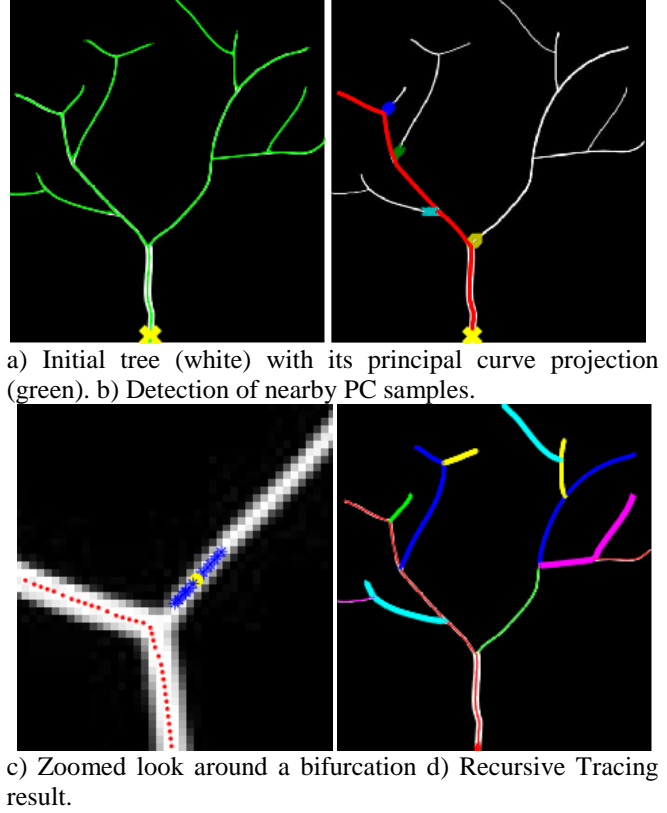 a) Initial tree (white) with its principal curve projection
(green). b) Detection of nearby PC samples.
c) Zoomed look around a bifurcation d) Recursive Tracing
result.